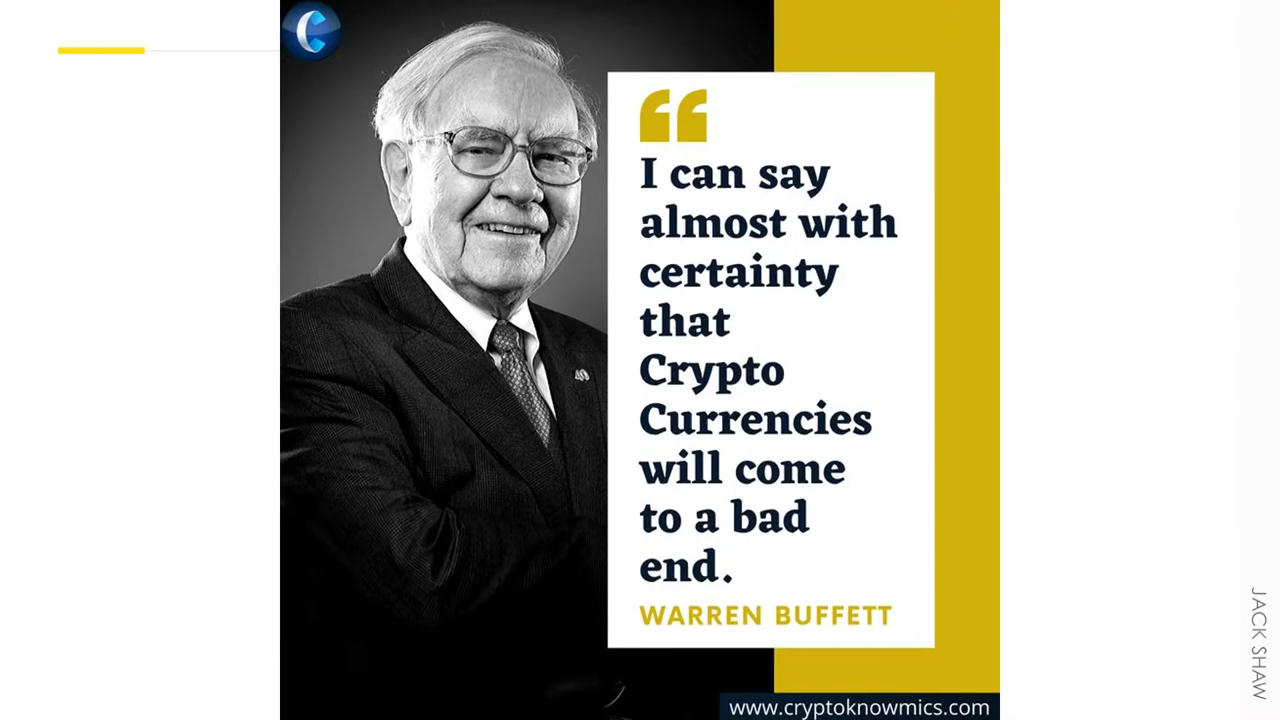 I can say
almost with
certainty
that
Crypto
Currencies
will come
to a bad
end.
WARREN BUFFETT
www.cryptoknowmics.com
JACK SHAW